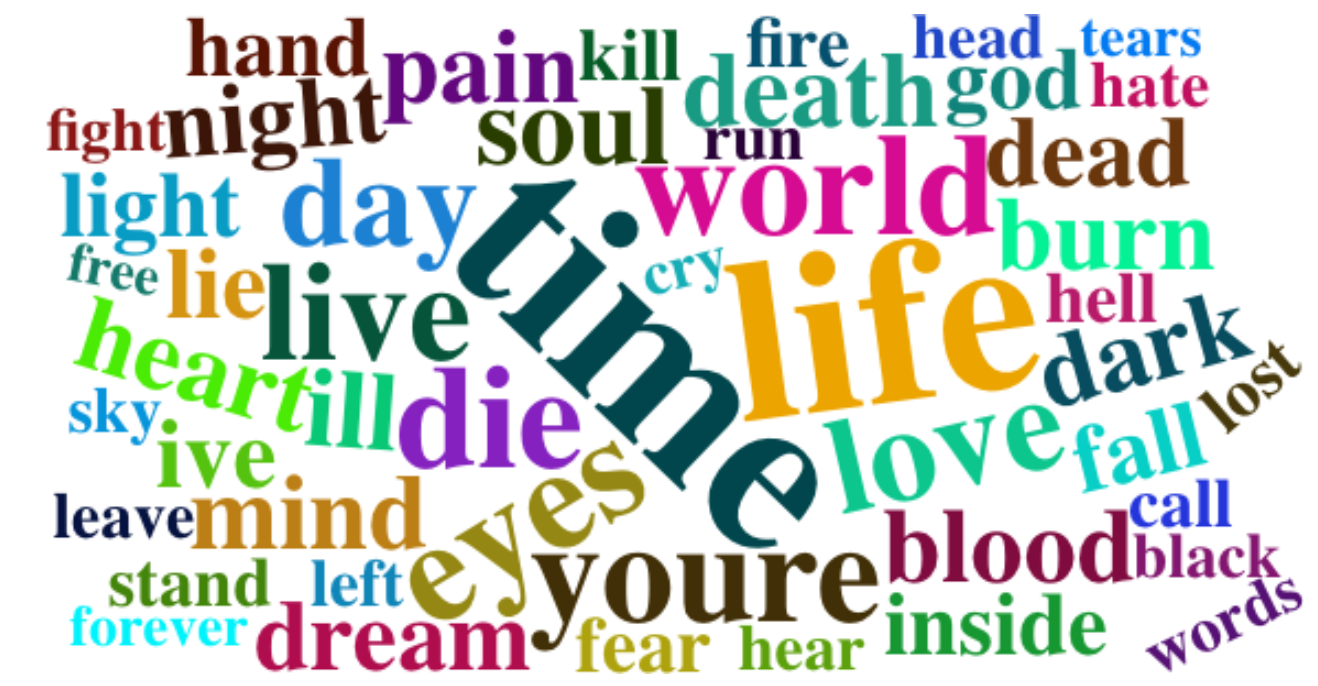 hand pain kill fire head tears
fight night soul death god hate
run world dead
light day time burn
free lie live cry life hell
heart ill die dark lost
sky ive eyes love fall
leave mind blood call
stand left youre black
forever dream fear hear inside words